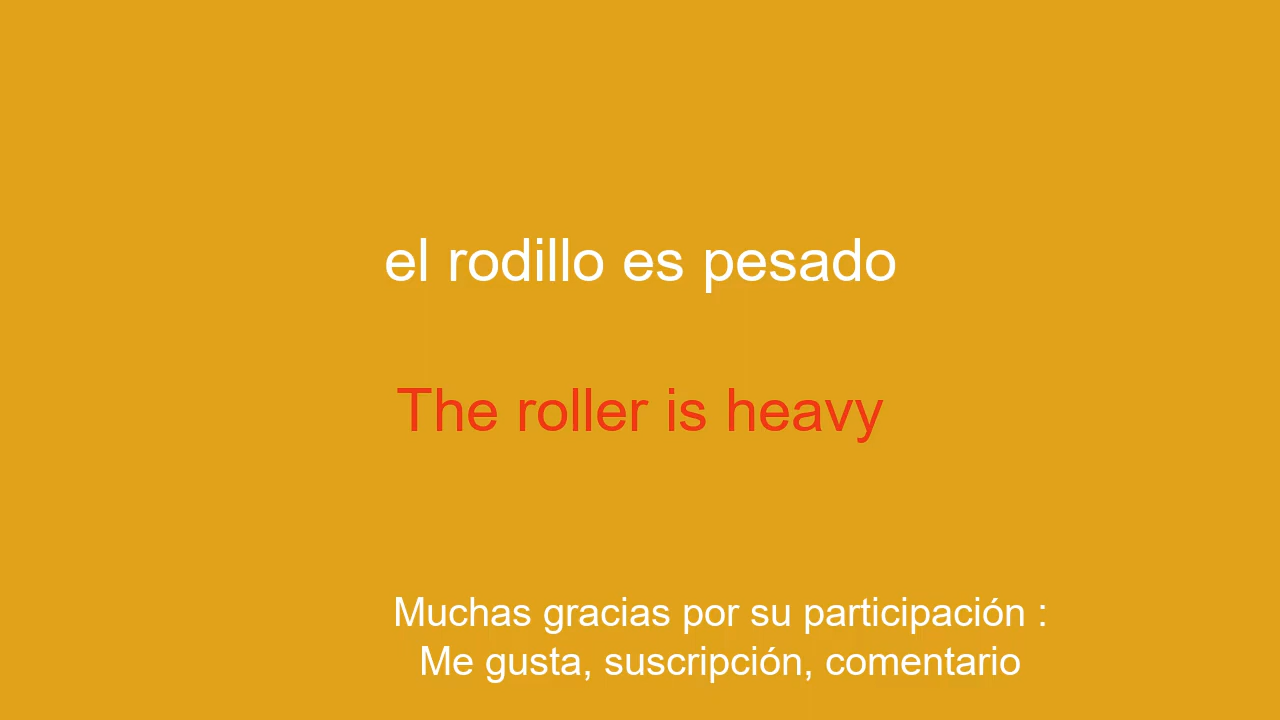 el rodillo es pesado
The roller is heavy
Muchas gracias por su participación :
Me gusta, suscripción, comentario